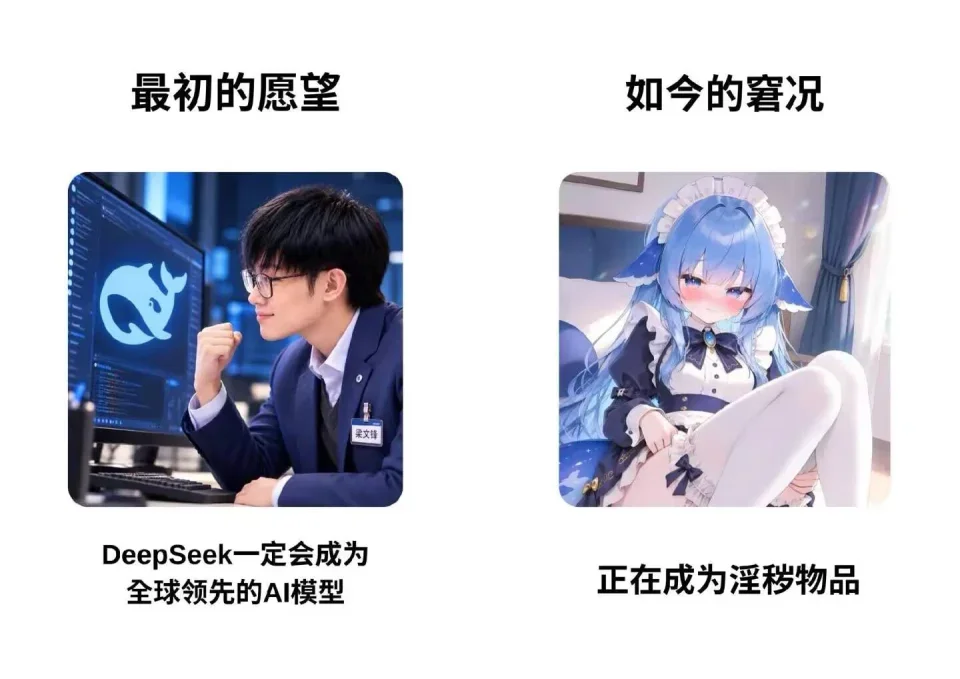 最初的愿望
如今的窘况
梁文锋
DeepSeek一定会成为
全球领先的AI模型
正在成为淫秽物品